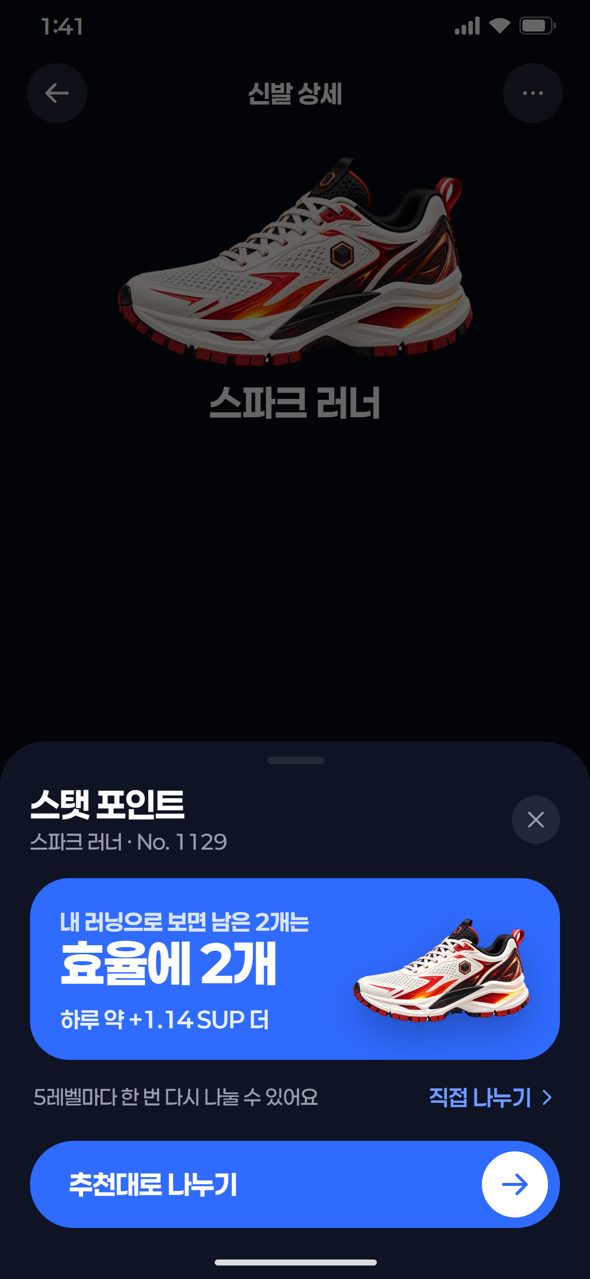 1:41
신발 상세
스파크 러너
스탯 포인트
스파크 러너 · No. 1129
내 러닝으로 보면 남은 2개는
효율에 2개
하루 약 +1.14 SUP 더
5레벨마다 한 번 다시 나눌 수 있어요
직접 나누기
추천대로 나누기